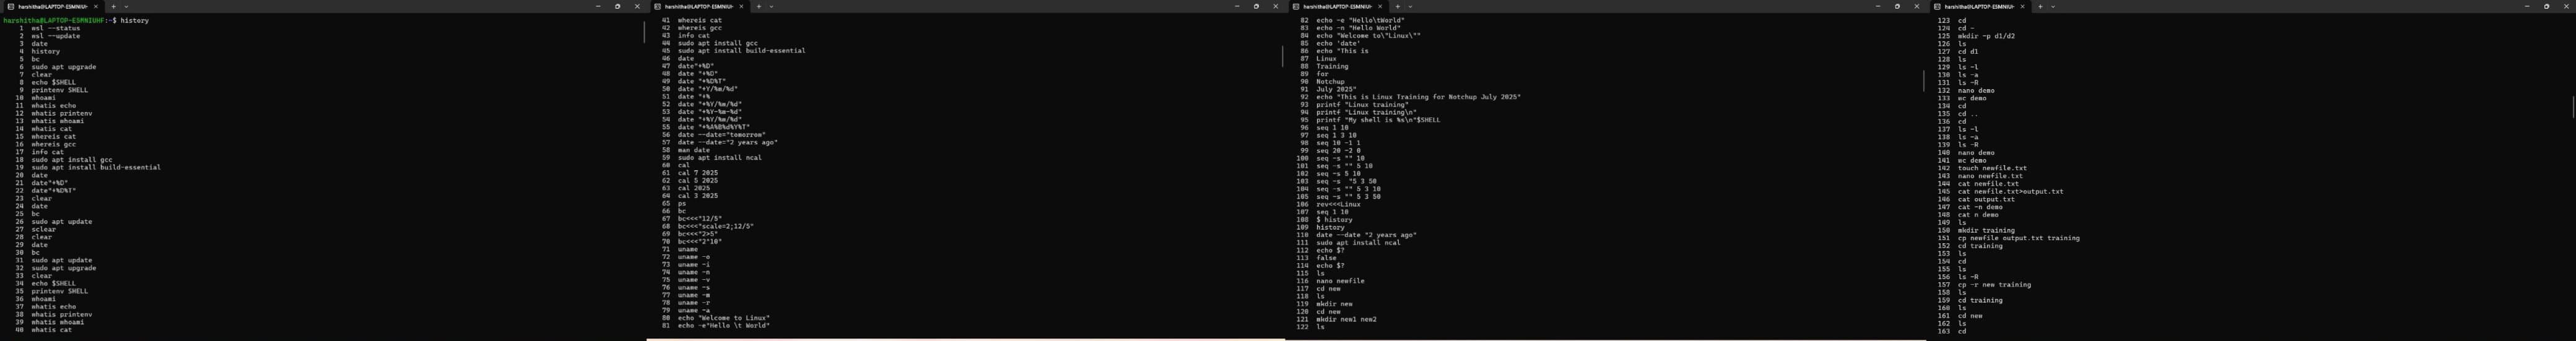 harshitha@LAPTOP-E5MNIUHF: ~
harshitha@LAPTOP-E5MNIUHF:~$ history
1 wsl --status
2 wsl --update
3 date
4 history
5 bc
6 sudo apt upgrade
7 clear
8 echo $SHELL
9 printenv SHELL
10 whoami
11 whatis echo
12 whatis printenv
13 whatis whoami
14 whatis cat
15 whereis cat
16 whereis gcc
17 info cat
18 sudo apt install gcc
19 sudo apt install build-essential
20 date
21 date"+%D"
22 date"+%D%T"
23 clear
24 date
25 bc
26 sudo apt update
27 sclear
28 clear
29 date
30 bc
31 sudo apt update
32 sudo apt upgrade
33 clear
34 echo $SHELL
35 printenv SHELL
36 whoami
37 whatis echo
38 whatis printenv
39 whatis whoami
40 whatis cat
harshitha@LAPTOP-E5MNIUHF: ~
41 whereis cat
42 whereis gcc
43 info cat
44 sudo apt install gcc
45 sudo apt install build-essential
46 date
47 date"+%D"
48 date "+%D"
49 date "+%D%T"
50 date "+Y/%m/%d"
51 date "+%
52 date "+%Y/%m/%d"
53 date "+%Y-%m-%d"
54 date "+%Y/%m/%d"
55 date "+%A%B%d%Y%T"
56 date --date="tomorrow"
57 date --date="2 years ago"
58 man date
59 sudo apt install ncal
60 cal
61 cal 7 2025
62 cal 5 2025
63 cal 2025
64 cal 3 2025
65 ps
66 bc
67 bc<<<"12/5"
68 bc<<<"scale=2;12/5"
69 bc<<<"2>5"
70 bc<<<"2^10"
71 uname
72 uname -o
73 uname -i
74 uname -n
75 uname -v
76 uname -s
77 uname -m
78 uname -r
79 uname -a
80 echo "Welcome to Linux"
81 echo -e"Hello \t World"
harshitha@LAPTOP-E5MNIUHF: ~
82 echo -e "Hello\tWorld"
83 echo -n "Hello World"
84 echo "Welcome to\"Linux\""
85 echo 'date'
86 echo "This is
87 Linux
88 Training
89 for
90 Notchup
91 July 2025"
92 echo "This is Linux Training for Notchup July 2025"
93 printf "Linux training"
94 printf "Linux training\n"
95 printf "My shell is %s\n"$SHELL
96 seq 1 10
97 seq 1 3 10
98 seq 10 -1 1
99 seq 20 -2 0
100 seq -s "" 10
101 seq -s "" 5 10
102 seq -s 5 10
103 seq -s  "5 3 50
104 seq -s "" 5 3 10
105 seq -s "" 5 3 50
106 rev<<<Linux
107 seq 1 10
108 $ history
109 history
110 date --date "2 years ago"
111 sudo apt install ncal
112 echo $?
113 false
114 echo $?
115 ls
116 nano newfile
117 cd new
118 ls
119 mkdir new
120 cd new
121 mkdir new1 new2
122 ls
harshitha@LAPTOP-E5MNIUHF: ~
123 cd
124 cd -
125 mkdir -p d1/d2
126 ls
127 cd d1
128 ls
129 ls -l
130 ls -a
131 ls -R
132 nano demo
133 wc demo
134 cd
135 cd ..
136 cd
137 ls -l
138 ls -a
139 ls -R
140 nano demo
141 wc demo
142 touch newfile.txt
143 nano newfile.txt
144 cat newfile.txt
145 cat newfile.txt>output.txt
146 cat output.txt
147 cat -n demo
148 cat n demo
149 ls
150 mkdir training
151 cp newfile output.txt training
152 cd training
153 ls
154 cd
155 ls
156 ls -R
157 cp -r new training
158 ls
159 cd training
160 ls
161 cd new
162 ls
163 cd